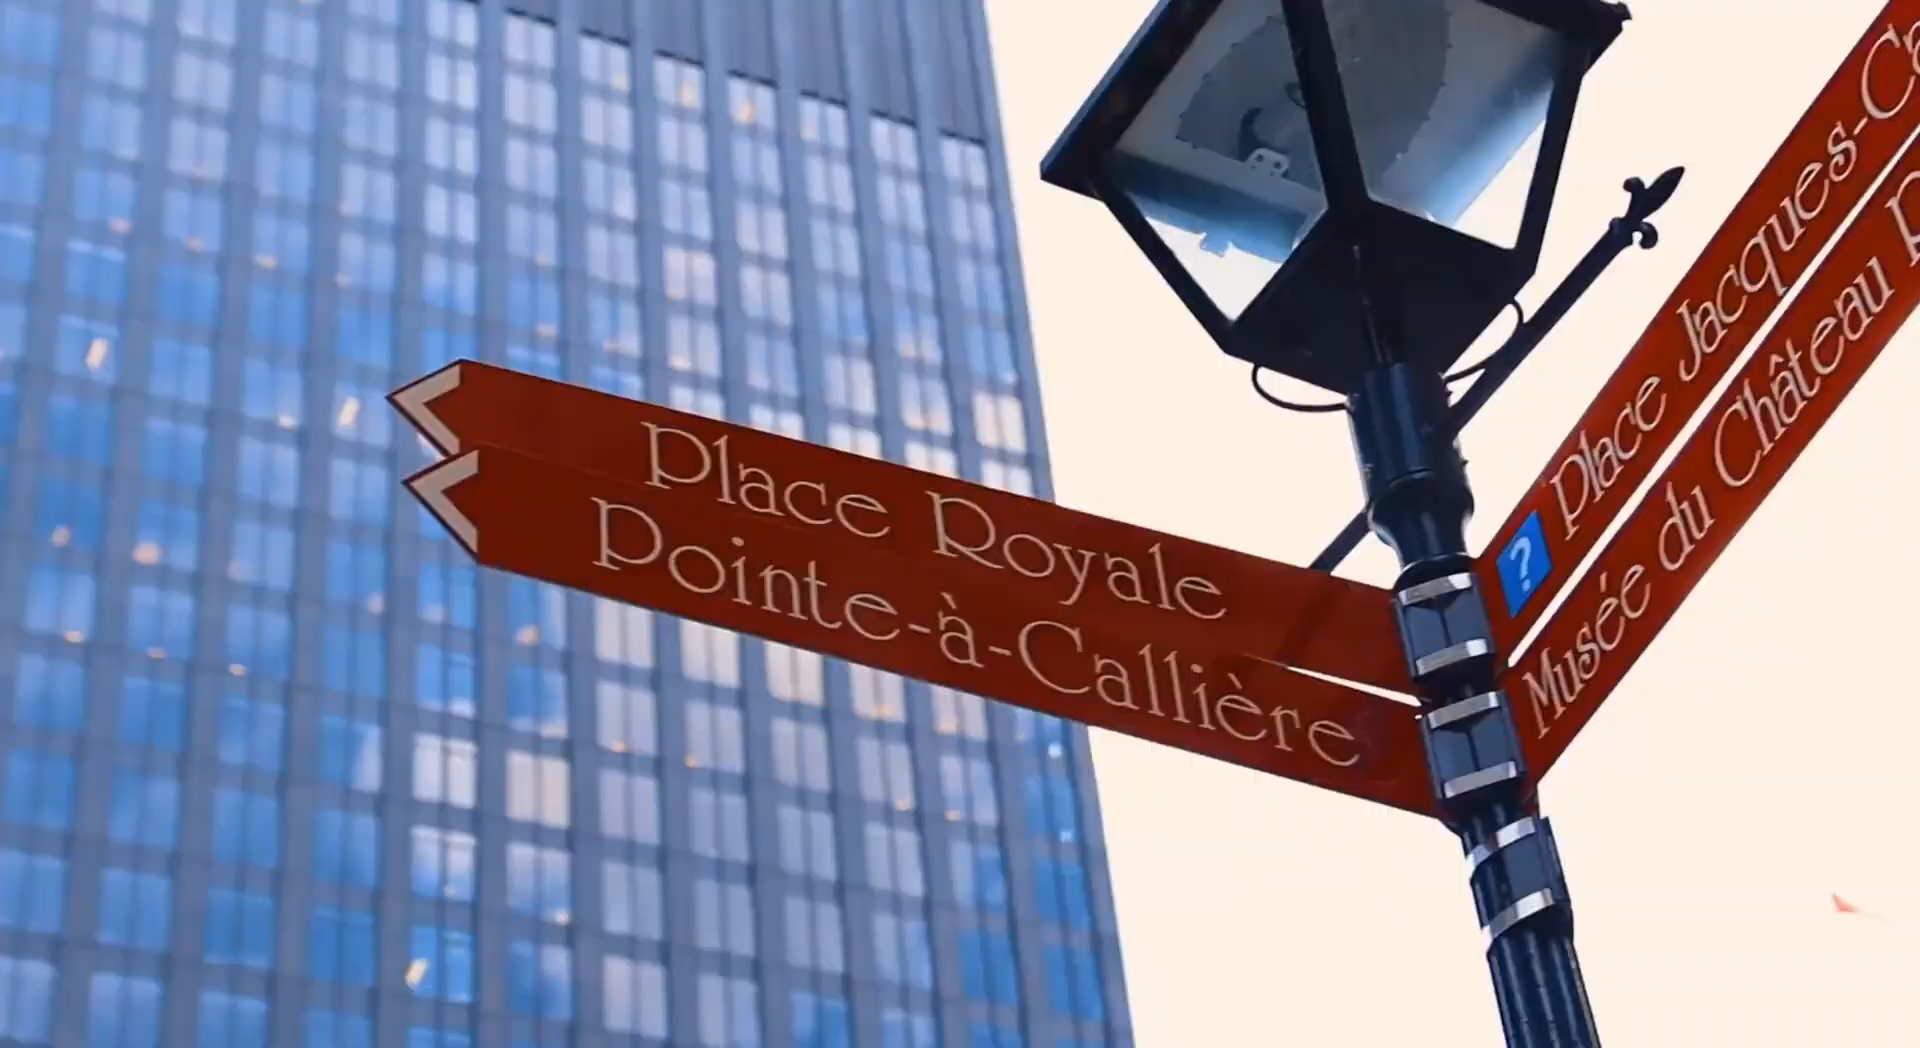 Place Royale
Pointe-à-Callière
? Place Jacques-Ca
Musée du Château